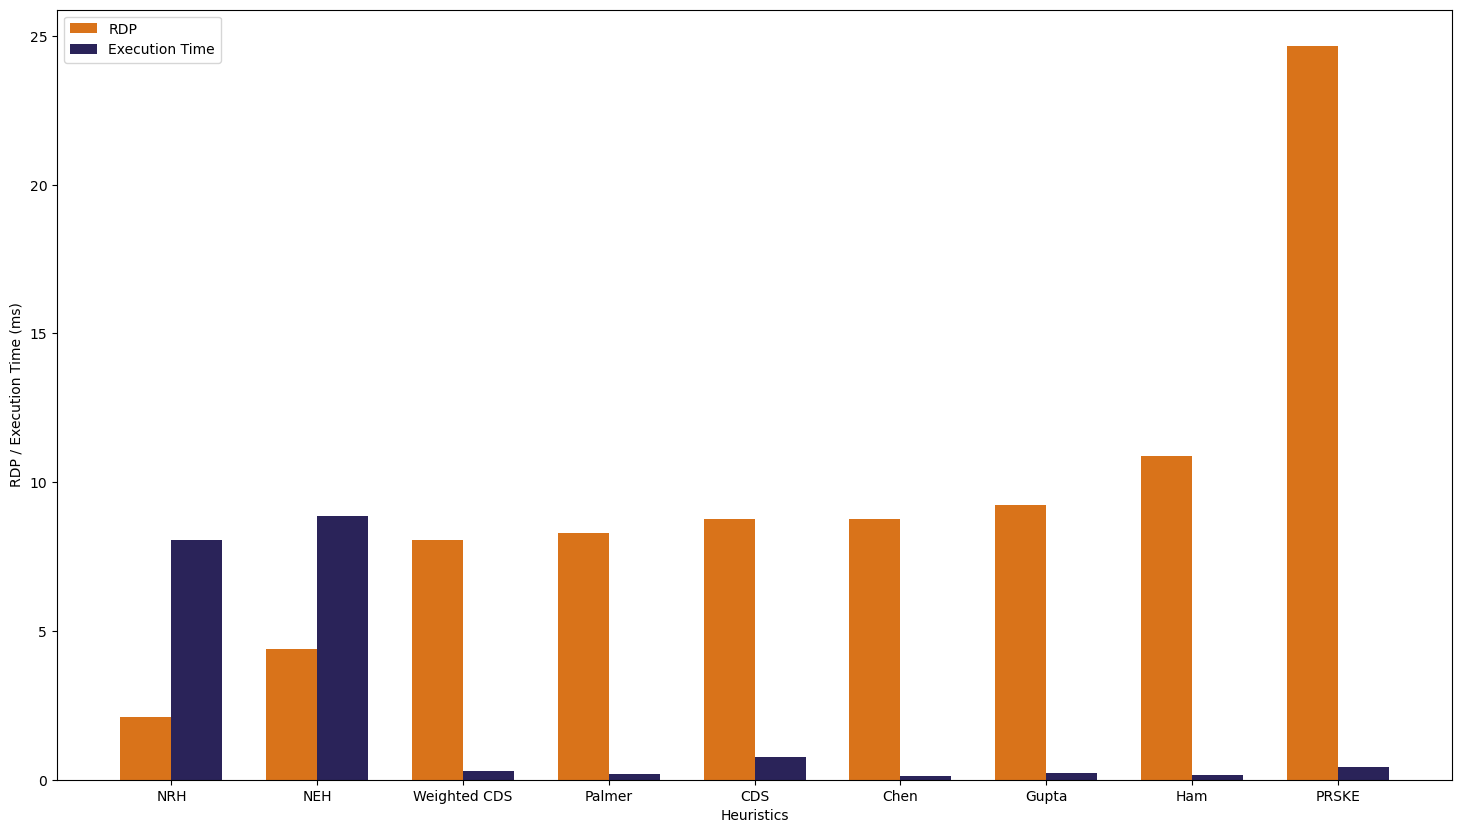 RDP
Execution Time
RDP / Execution Time (ms)
25
20
15
10
5
0
NRH NEH Weighted CDS Palmer CDS Chen Gupta Ham PRSKE
Heuristics